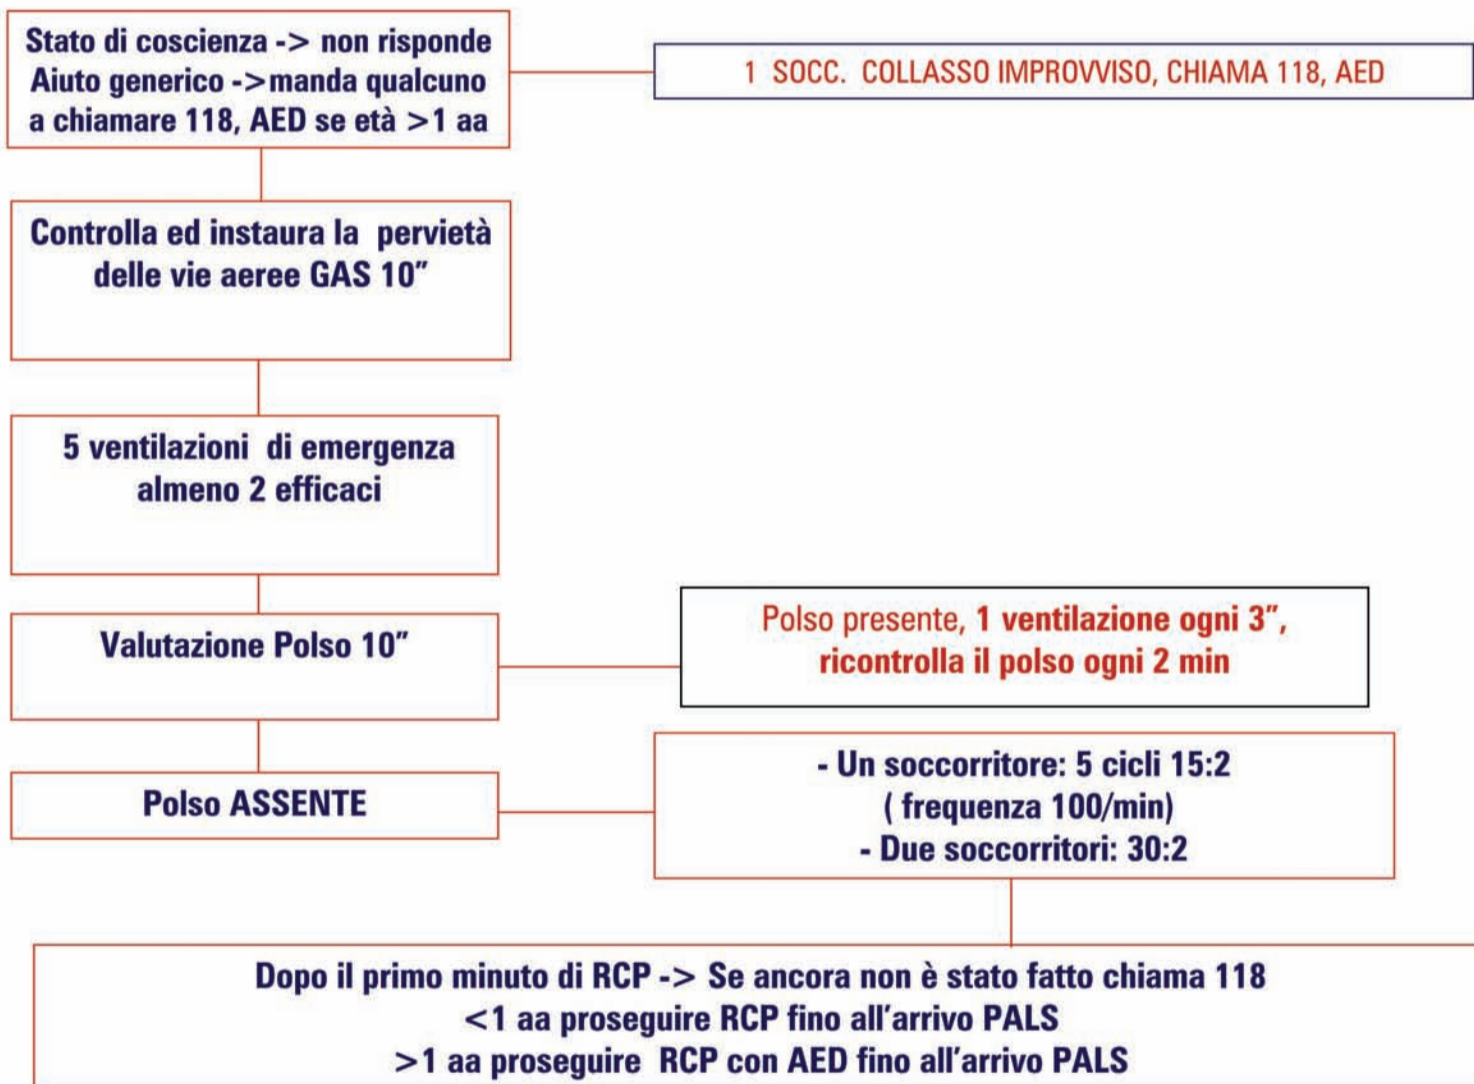 Stato di coscienza -> non risponde
Aiuto generico ->manda qualcuno
a chiamare 118, AED se età >1 aa
1 SOCC. COLLASSO IMPROVVISO, CHIAMA 118, AED
Controlla ed instaura la pervietà
delle vie aeree GAS 10”
5 ventilazioni di emergenza
almeno 2 efficaci
Valutazione Polso 10”
Polso presente, 1 ventilazione ogni 3”,
ricontrolla il polso ogni 2 min
Polso ASSENTE
- Un soccorritore: 5 cicli 15:2
( frequenza 100/min)
- Due soccorritori: 30:2
Dopo il primo minuto di RCP -> Se ancora non è stato fatto chiama 118
<1 aa proseguire RCP fino all’arrivo PALS
>1 aa proseguire RCP con AED fino all’arrivo PALS